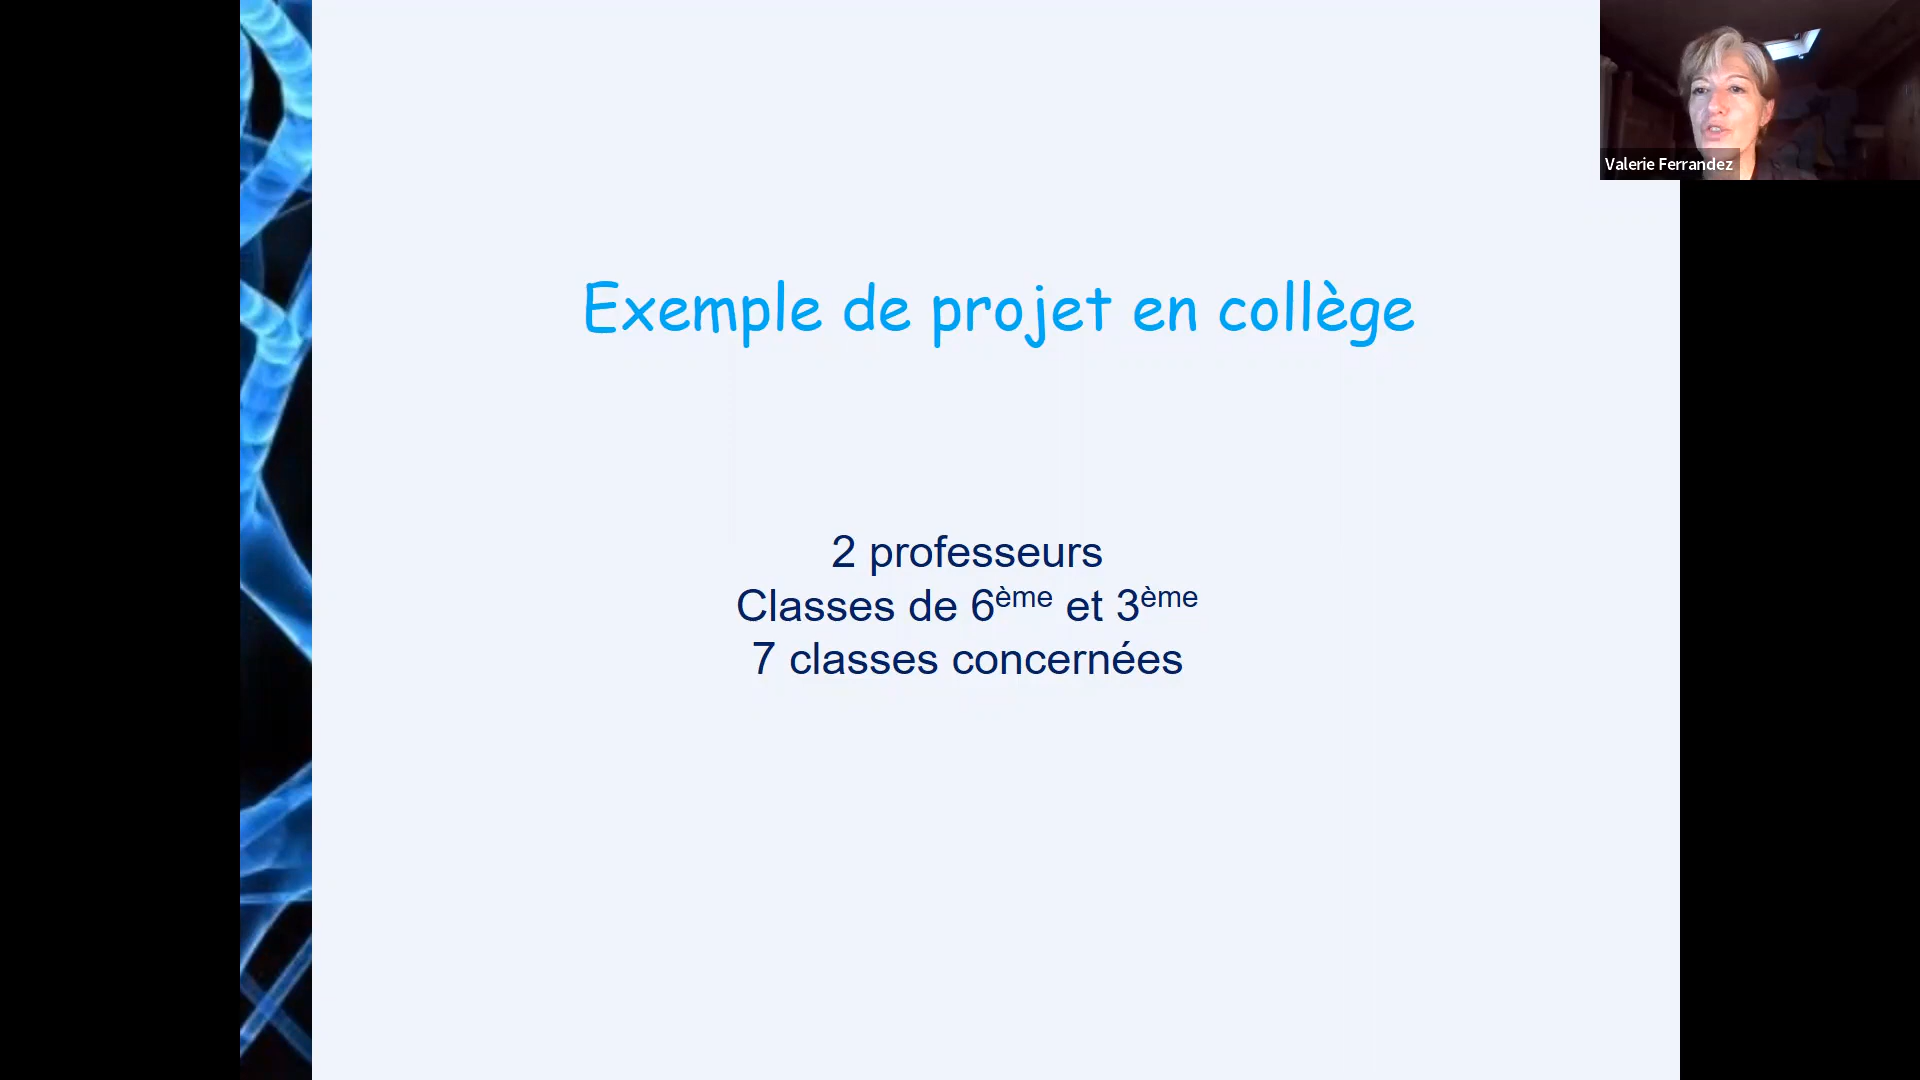 Exemple de projet en collège
2 professeurs
Classes de 6ème et 3ème
7 classes concernées
Valerie Ferrandez